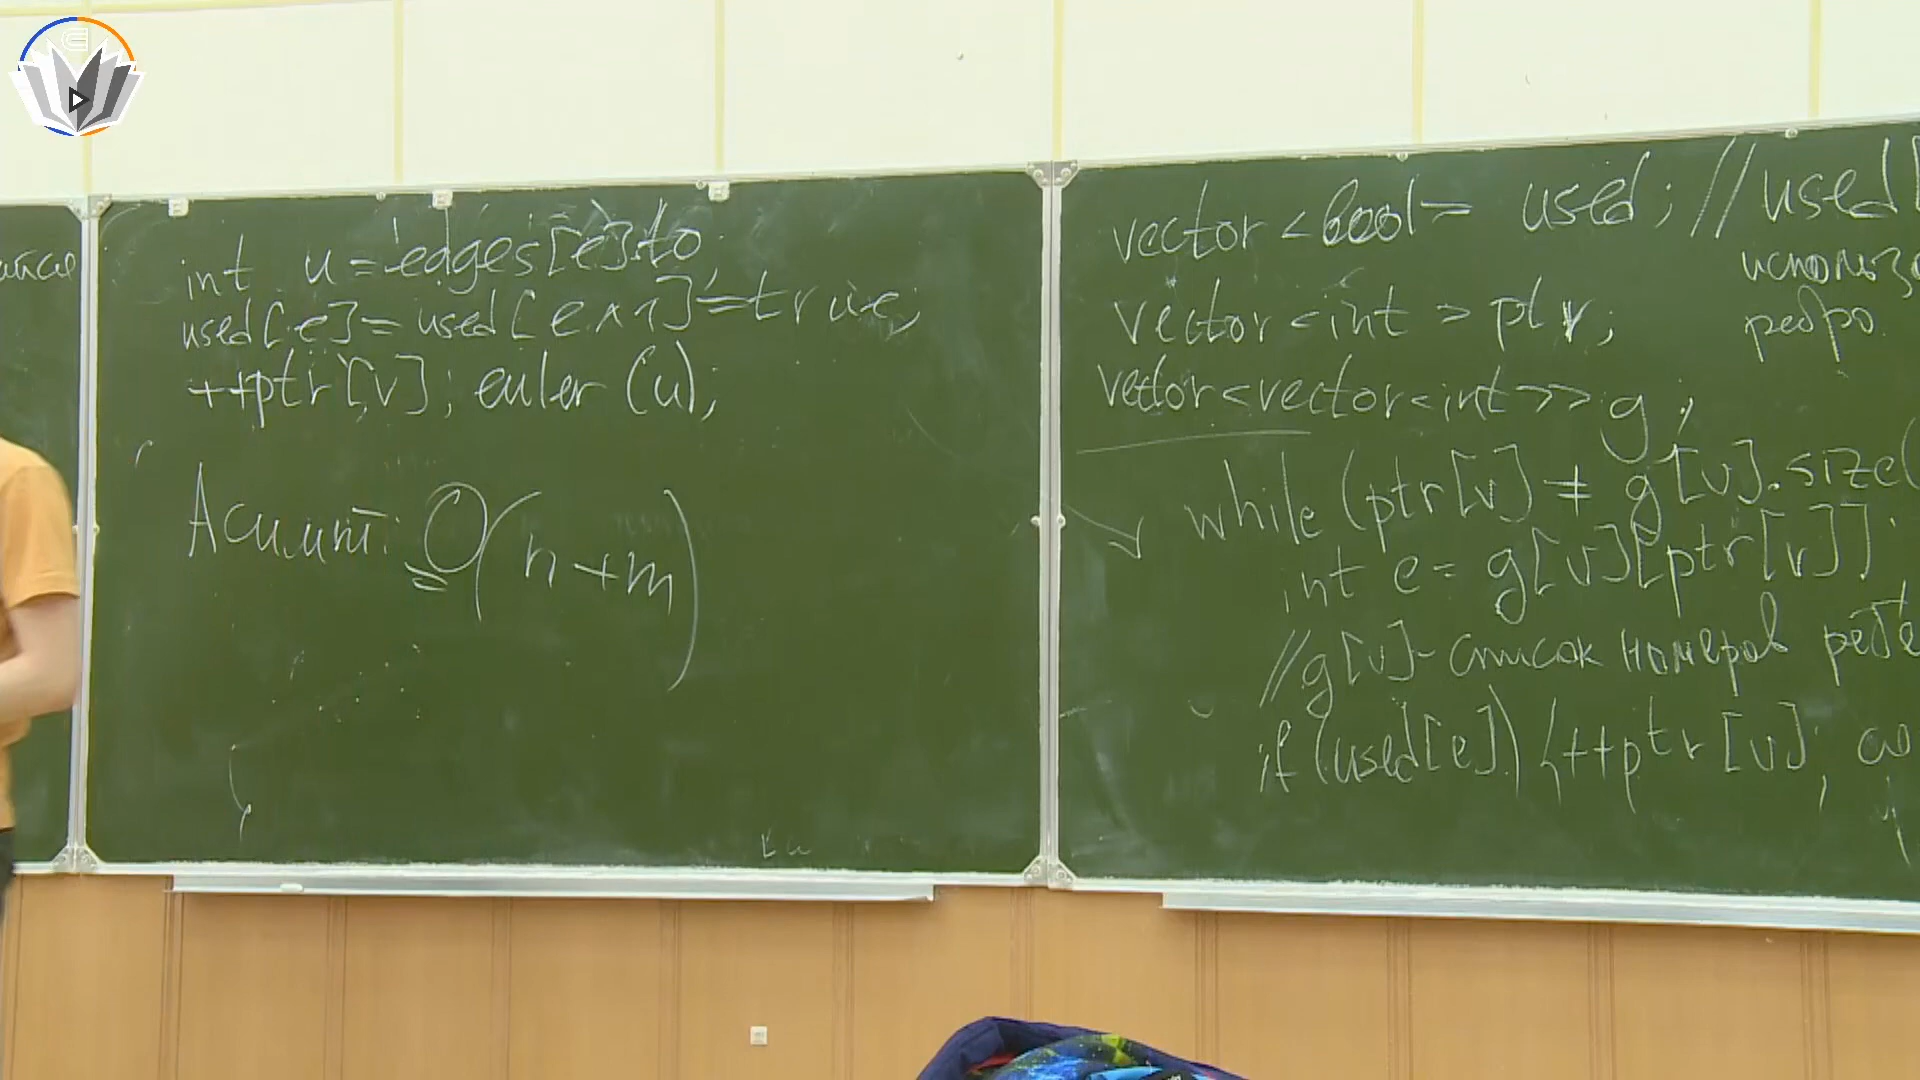 int u = edges[e].to;
used[e] = used[e^1] = true;
++ptr[v]; euler (u);
Асимпт: O(n+m)
vector <bool> used; // used[
использ
ребро.
vector <int> ptr;
vector<vector<int>> g;
while (ptr[v] ≠ g[v].size(
int e = g[v][ptr[v]];
//g[v] - список номеров рёбе
if (used[e]) {++ptr[v]; co
}